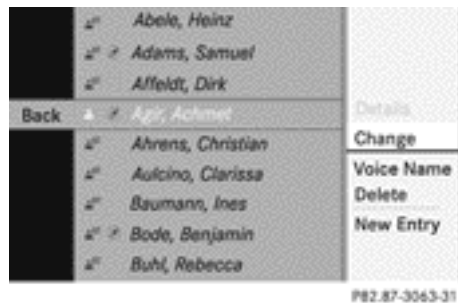 Abele, Heinz
Adams, Samuel
Affeldt, Dirk
Back
Agir, Achmet
Details
Ahrens, Christian
Change
Aulcino, Clarissa
Voice Name
Baumann, Ines
Delete
Bode, Benjamin
New Entry
Buhl, Rebecca
P82.87-3063-31